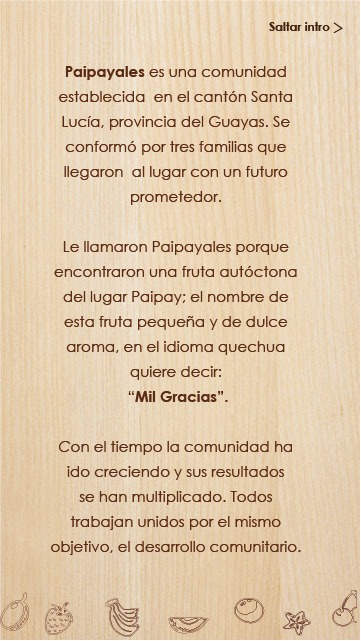 Saltar intro >
Paipayales es una comunidad
establecida en el cantón Santa
Lucía, provincia del Guayas. Se
conformó por tres familias que
llegaron al lugar con un futuro
prometedor.
Le llamaron Paipayales porque
encontraron una fruta autóctona
del lugar Paipay; el nombre de
esta fruta pequeña y de dulce
aroma, en el idioma quechua
quiere decir:
“Mil Gracias”.
Con el tiempo la comunidad ha
ido creciendo y sus resultados
se han multiplicado. Todos
trabajan unidos por el mismo
objetivo, el desarrollo comunitario.